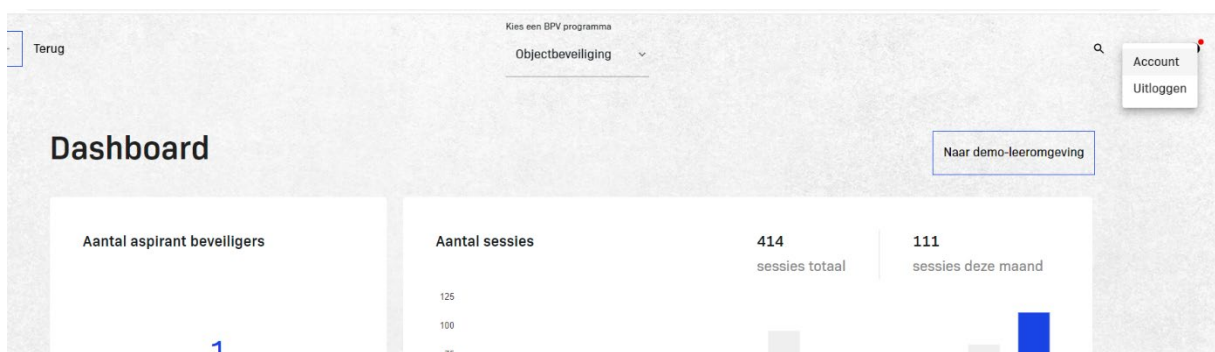 Kies een BPV programma
Terug
Objectbeveiliging
Account
Uitloggen
Dashboard
Naar demo-leeromgeving
Aantal aspirant beveiligers
Aantal sessies
414
111
sessies totaal
sessies deze maand
125
100
1